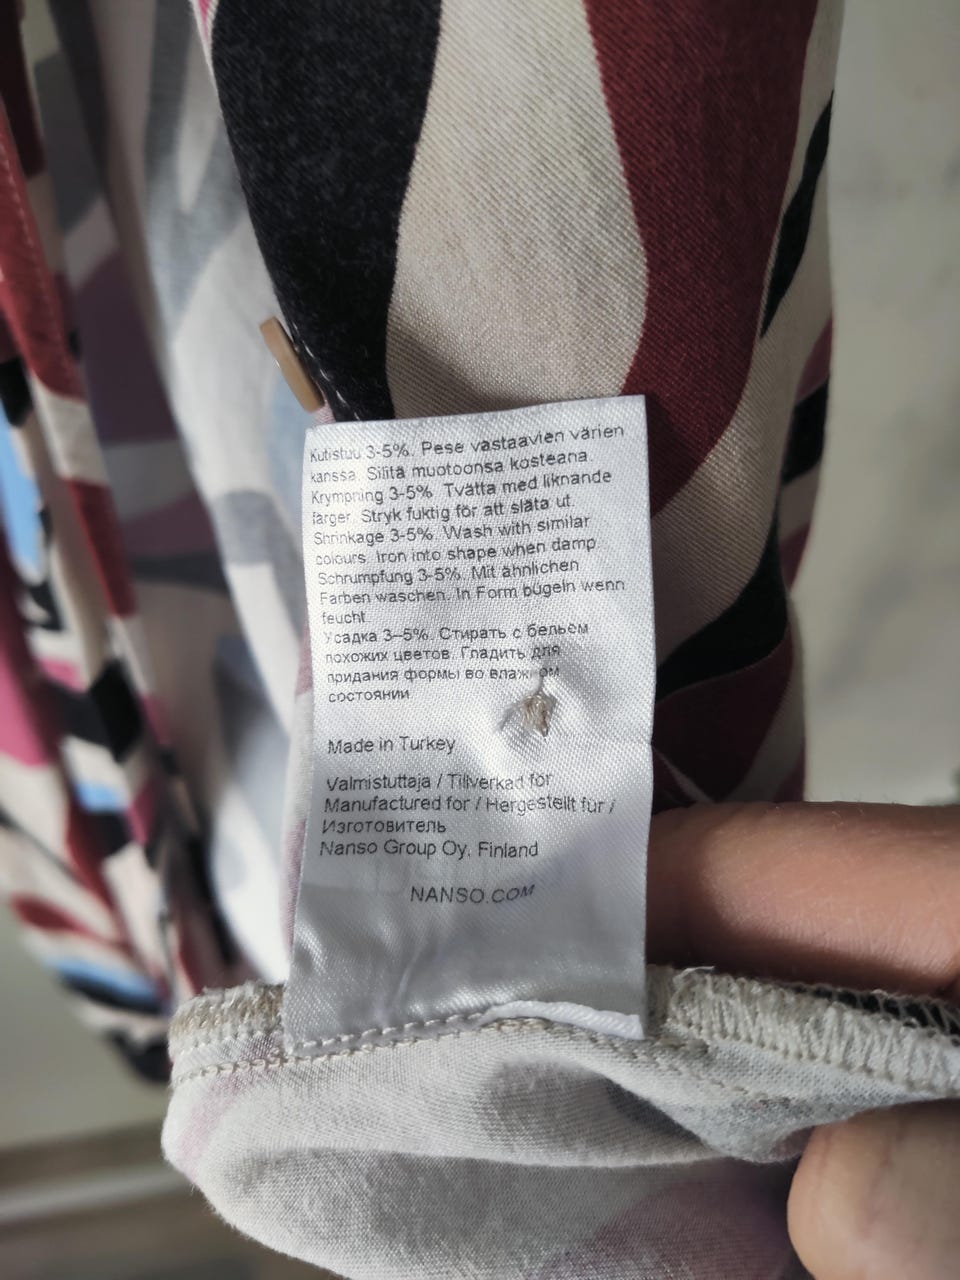 Kutistuu 3-5%. Pese vastaavien värien
kanssa. Silitä muotoonsa kosteana.
Krympning 3-5%. Tvätta med liknande
färger. Stryk fuktig för att släta ut.
Shrinkage 3-5%. Wash with similar
colours. Iron into shape when damp.
Schrumpfung 3-5%. Mit ähnlichen
Farben waschen. In Form bügeln wenn
feucht.
Усадка 3–5%. Стирать с бельем
похожих цветов. Гладить для
придания формы во влажном
состоянии
Made in Turkey
Valmistuttaja / Tillverkad för
Manufactured for / Hergestellt für /
Изготовитель
Nanso Group Oy, Finland
NANSO.COM